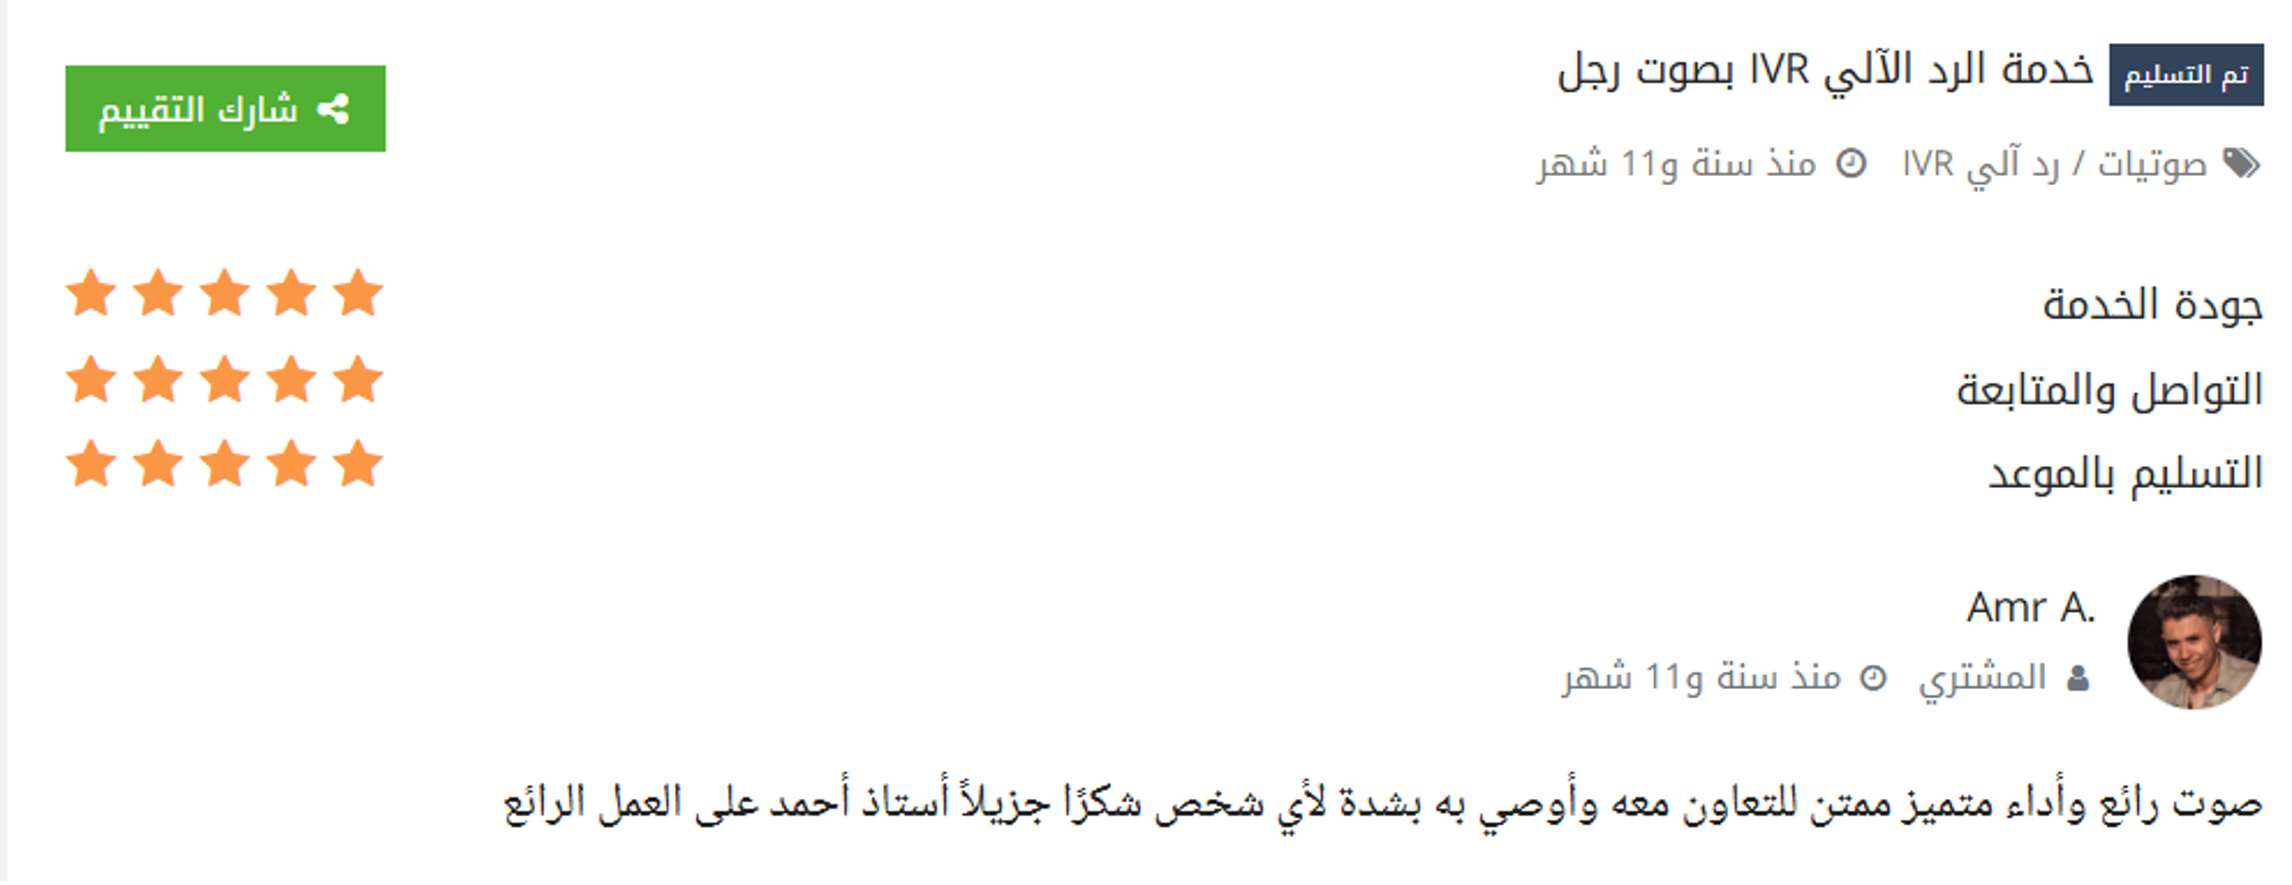 تم التسليم خدمة الرد الآلي IVR بصوت رجل
شارك التقييم
صوتيات / رد آلي IVR منذ سنة و11 شهر
جودة الخدمة
التواصل والمتابعة
التسليم بالموعد
Amr A.
المشتري منذ سنة و11 شهر
صوت رائع وأداء متميز ممتن للتعاون معه وأوصي به بشدة لأي شخص شكرًا جزيلاً أستاذ أحمد على العمل الرائع